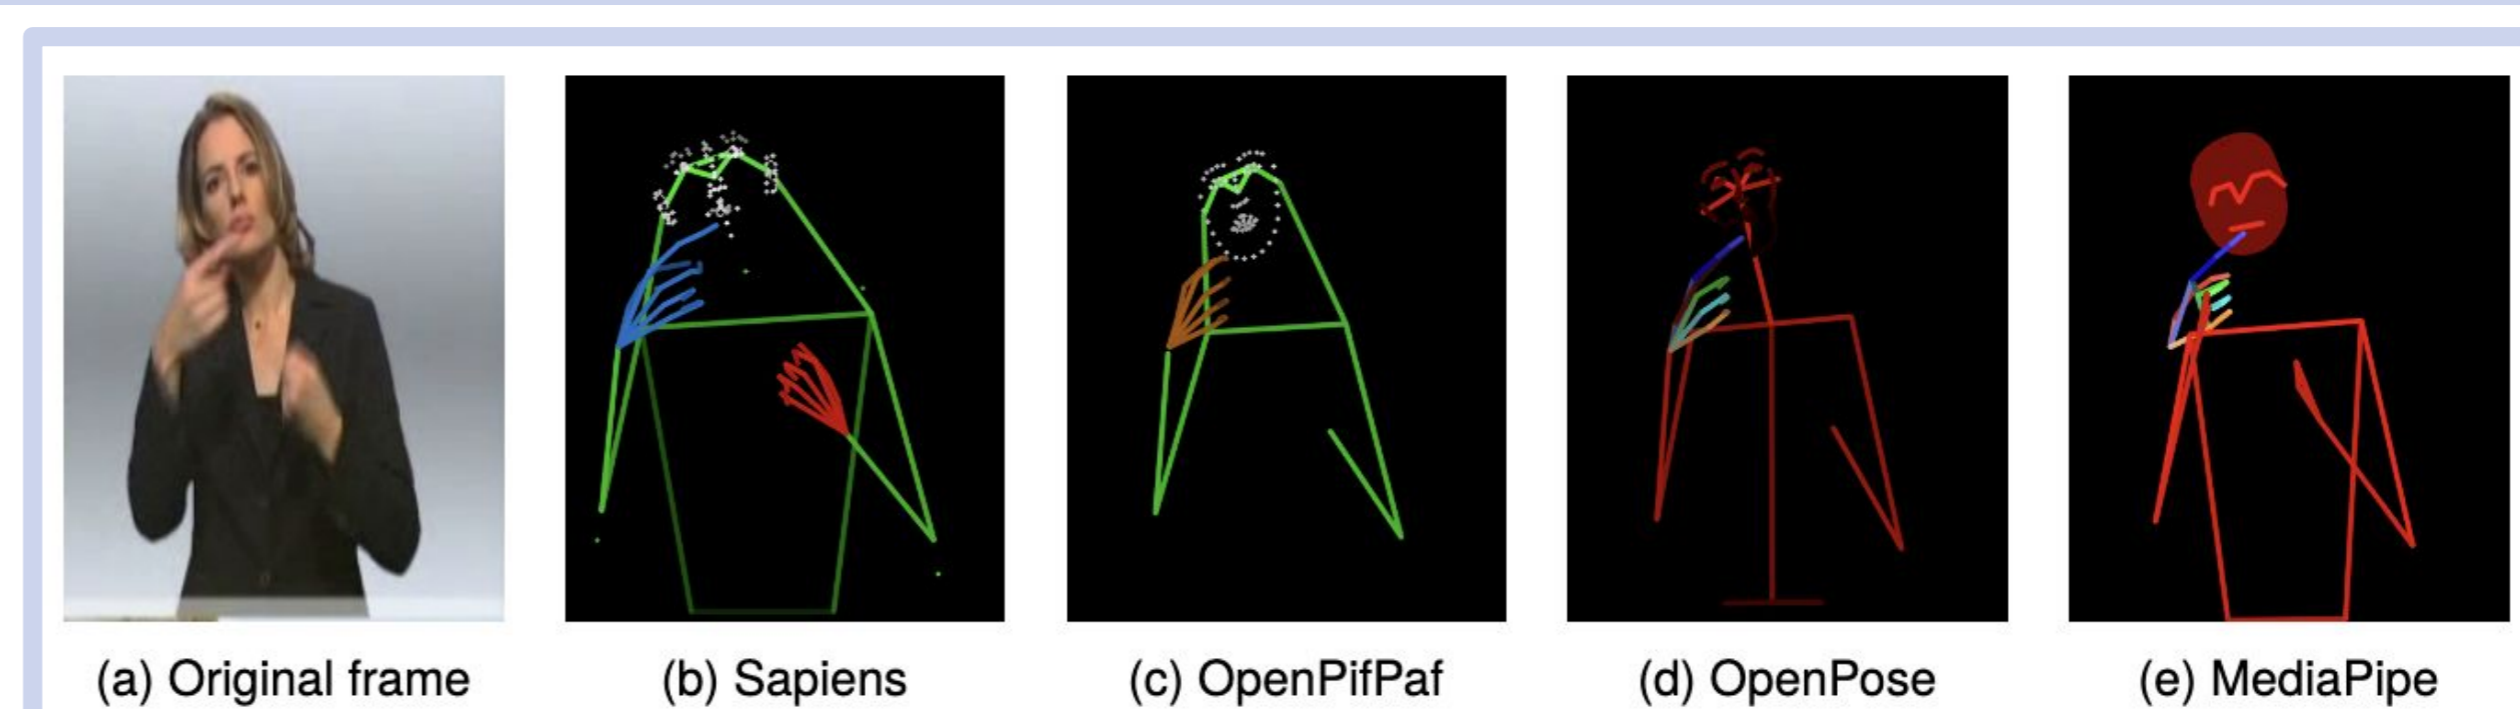 (a) Original frame
(b) Sapiens
(c) OpenPifPaf
(d) OpenPose
(e) MediaPipe